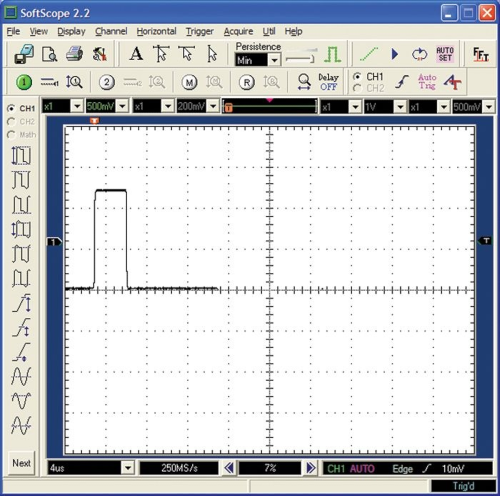 SoftScope 2.2
File View Display Channel Horizontal Trigger Acquire Util Help
A Persistence Min AUTO SET F.F.T
1 1 2 R Delay OFF CH1 CH2 Auto Trig
x1 500mV x1 200mV T x1 1V x1 500mV
CH1
CH2
Math
T
1 T
Next
4us 250MS/s 7% CH1 AUTO Edge 10mV
Trig'd